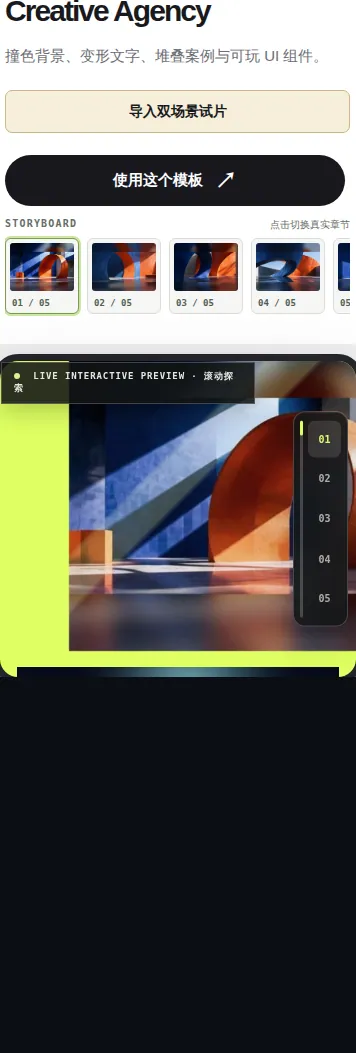 Creative Agency
撞色背景、变形文字、堆叠案例与可玩 UI 组件。
导入双场景试片
使用这个模板 ↗
STORYBOARD
点击切换真实章节
01 / 05
02 / 05
03 / 05
04 / 05
05
LIVE INTERACTIVE PREVIEW · 滚动探
索
01
02
03
04
05